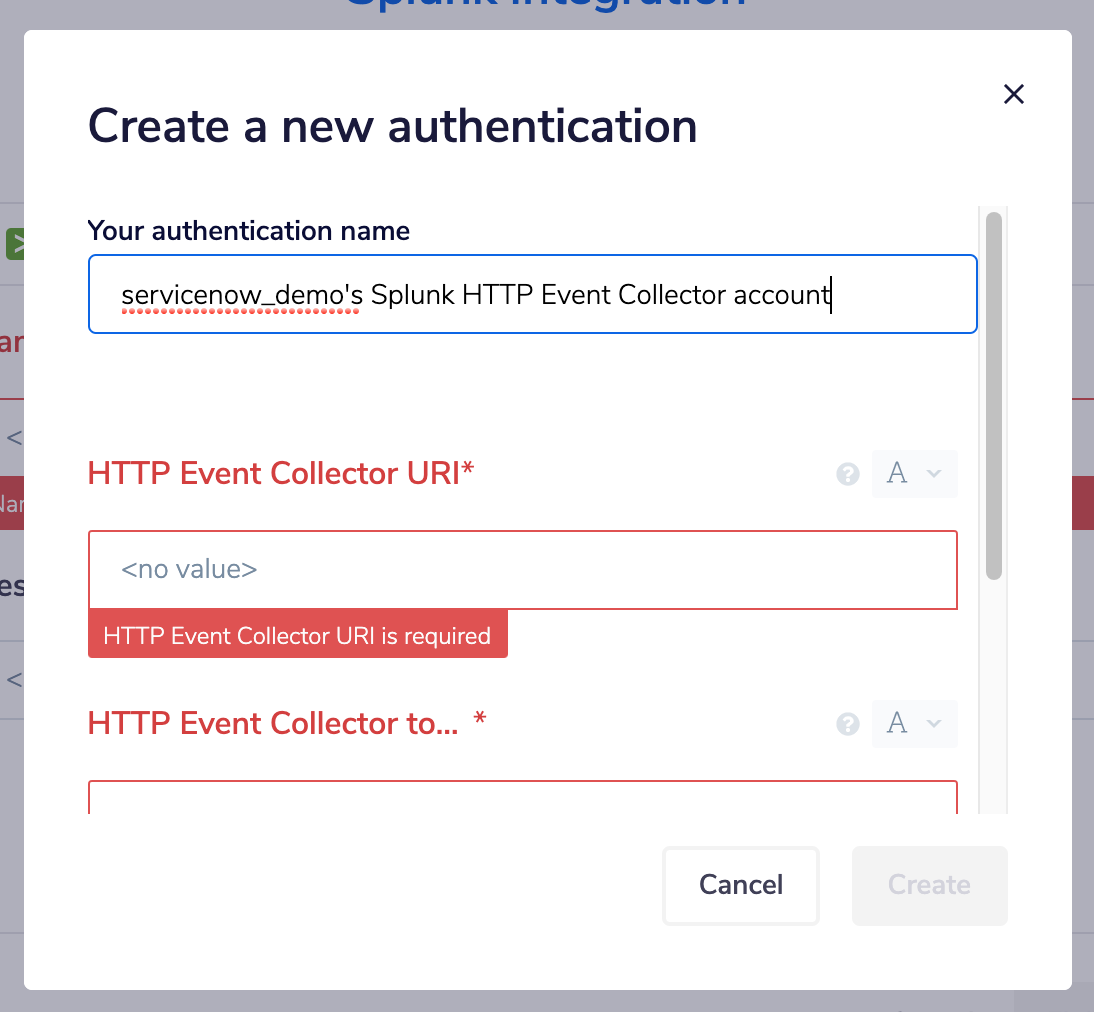 Splunk Integration
Create a new authentication
Your authentication name
servicenow_demo's Splunk HTTP Event Collector account
HTTP Event Collector URI*
A
<no value>
HTTP Event Collector URI is required
HTTP Event Collector to... *
A
Cancel
Create